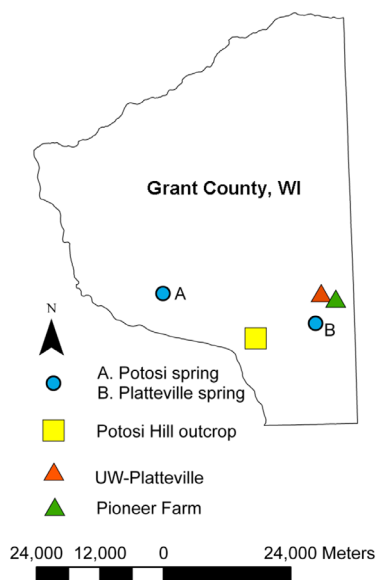 Grant County, WI
A
B
N
A. Potosi spring
B. Platteville spring
Potosi Hill outcrop
UW-Platteville
Pioneer Farm
24,000 12,000 0 24,000 Meters